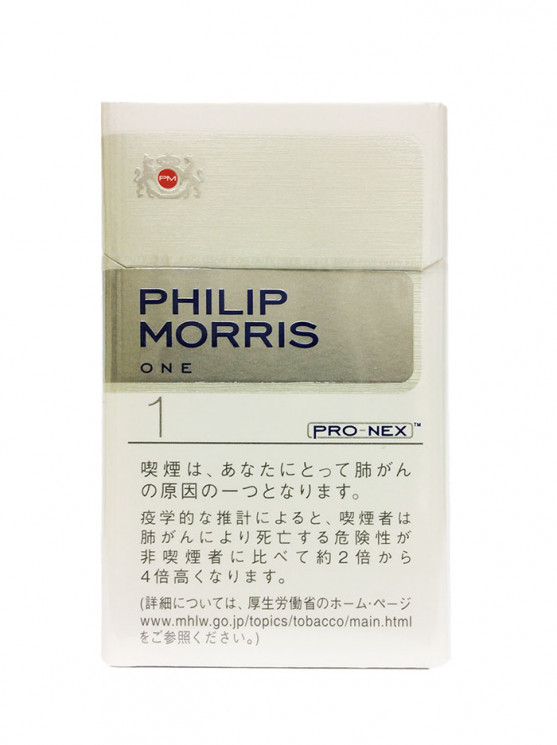 PM
PHILIP
MORRIS
ONE
1
PRO-NEX™
喫煙は、あなたにとって肺がん
の原因の一つとなります。
疫学的な推計によると、喫煙者は
肺がんにより死亡する危険性が
非喫煙者に比べて約2倍から
4倍高くなります。
(詳細については、厚生労働省のホーム・ページ
www.mhlw.go.jp/topics/tobacco/main.html
をご参照ください。)